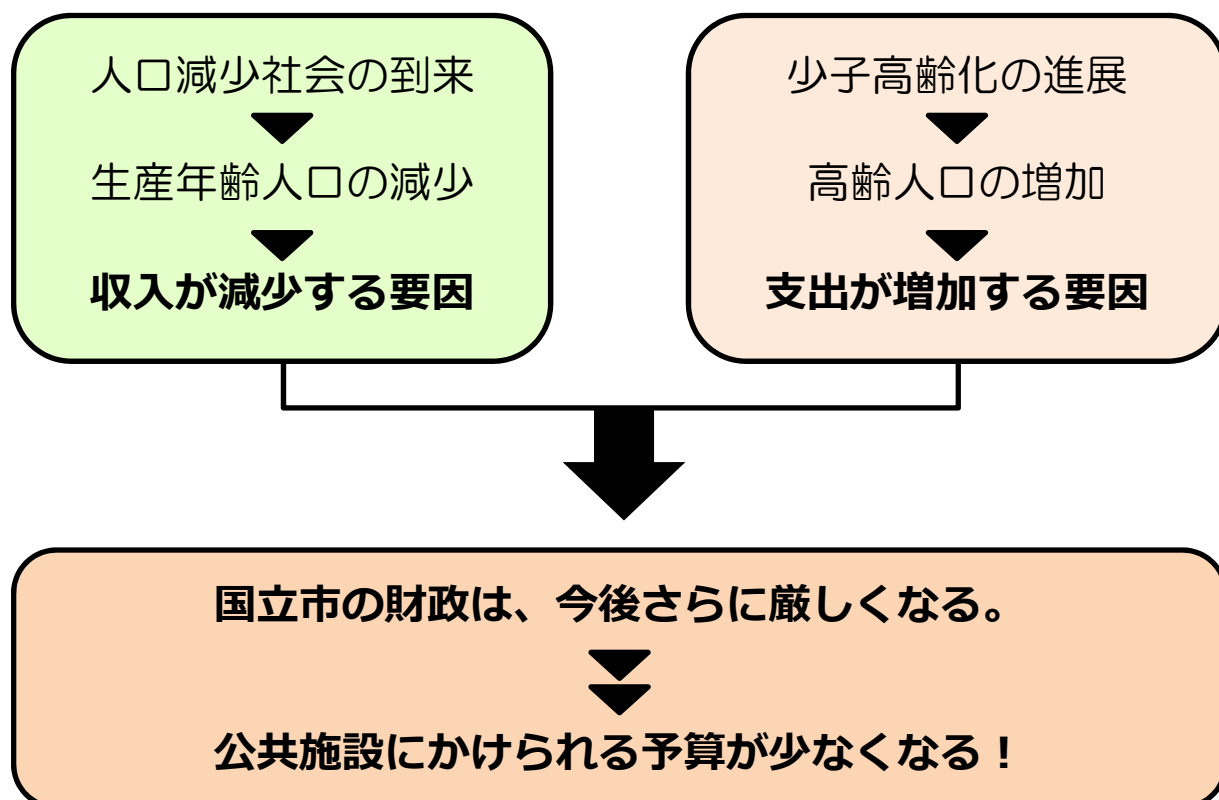 人口減少社会の到来
生産年齢人口の減少
収入が減少する要因
少子高齢化の進展
高齢人口の増加
支出が増加する要因
国立市の財政は、今後さらに厳しくなる。
公共施設にかけられる予算が少なくなる！